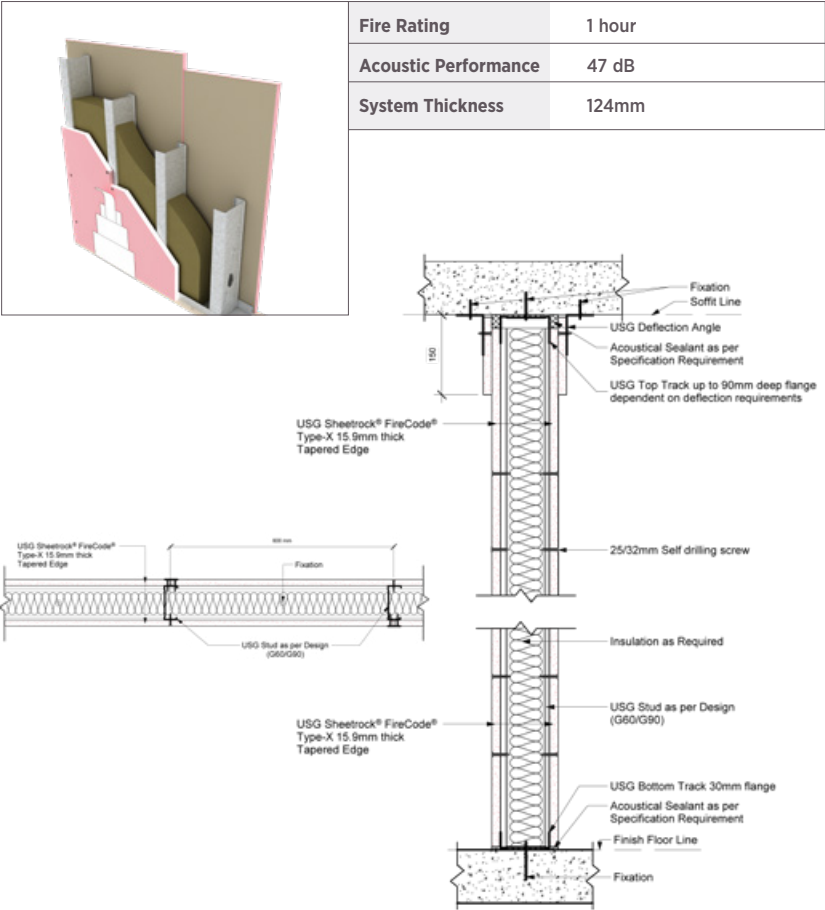 Fire Rating 1 hour
Acoustic Performance 47 dB
System Thickness 124mm
Fixation
Soffit Line
USG Deflection Angle
Acoustical Sealant as per
Specification Requirement
USG Top Track up to 90mm deep flange
dependent on deflection requirements
150
USG Sheetrock® FireCode®
Type-X 15.9mm thick
Tapered Edge
25/32mm Self drilling screw
USG Sheetrock® FireCode®
Type-X 15.9mm thick
Tapered Edge
mm
Fixation
USG Stud as per Design
(G60/G90)
Insulation as Required
USG Stud as per Design
(G60/G90)
USG Sheetrock® FireCode®
Type-X 15.9mm thick
Tapered Edge
USG Bottom Track 30mm flange
Acoustical Sealant as per
Specification Requirement
Finish Floor Line
Fixation